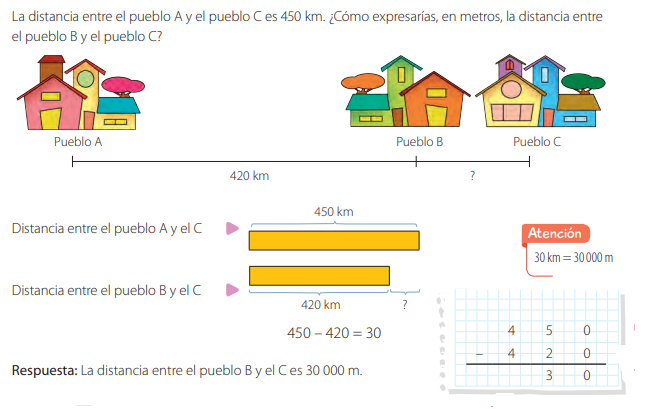 La distancia entre el pueblo A y el pueblo C es 450 km. ¿Cómo expresarías, en metros, la distancia entre
el pueblo B y el pueblo C?
Pueblo A
Pueblo B
Pueblo C
420 km
?
450 km
Distancia entre el pueblo A y el C
Atención
30 km = 30 000 m
Distancia entre el pueblo B y el C
420 km
?
450 – 420 = 30
4 5 0
– 4 2 0
3 0
Respuesta: La distancia entre el pueblo B y el C es 30 000 m.